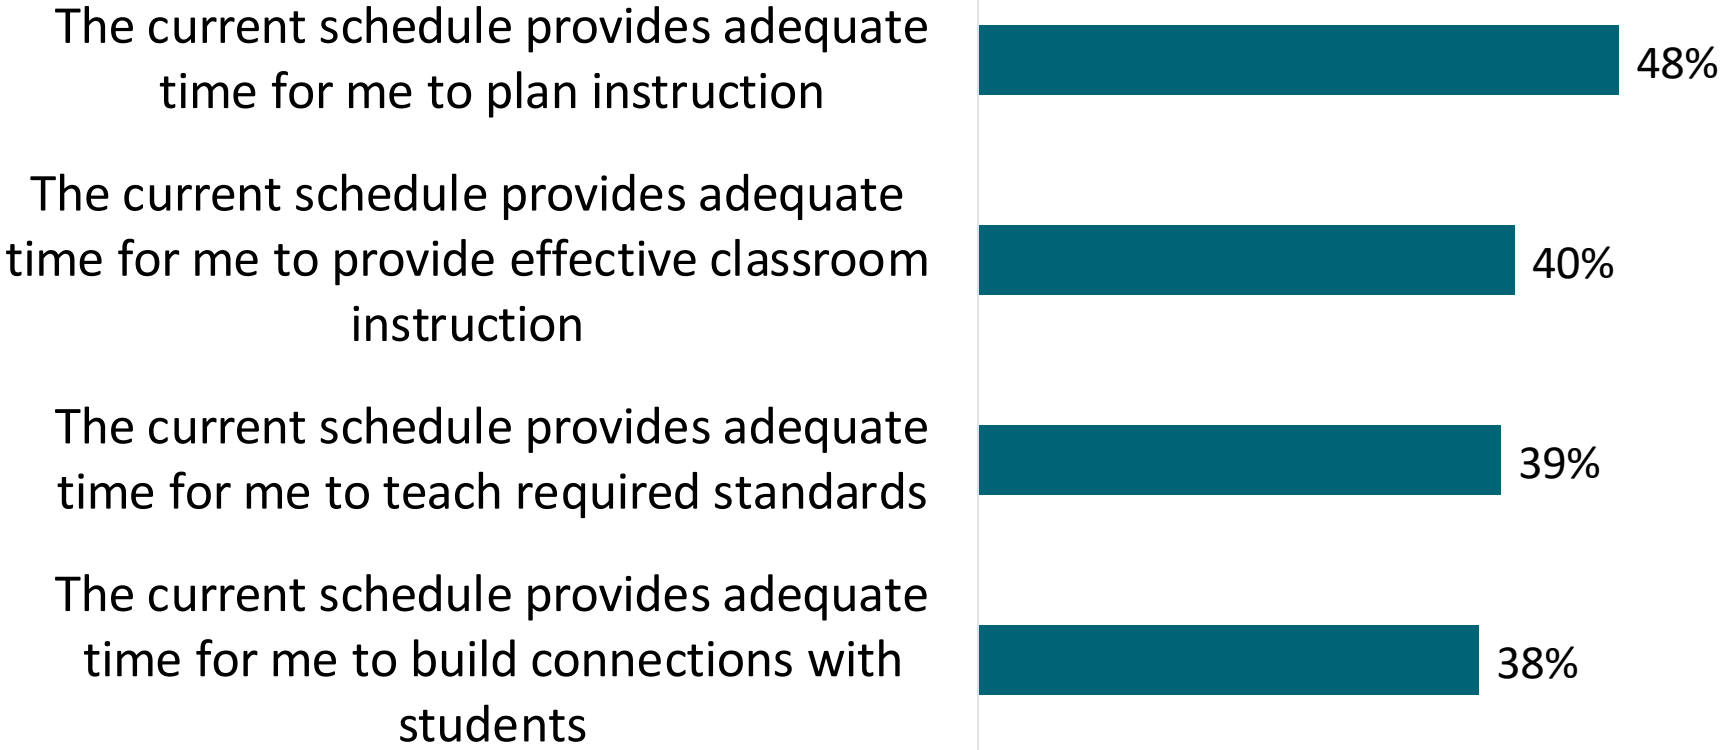 The current schedule provides adequate
time for me to plan instruction
48%
The current schedule provides adequate
time for me to provide effective classroom
instruction
40%
The current schedule provides adequate
time for me to teach required standards
39%
The current schedule provides adequate
time for me to build connections with
students
38%